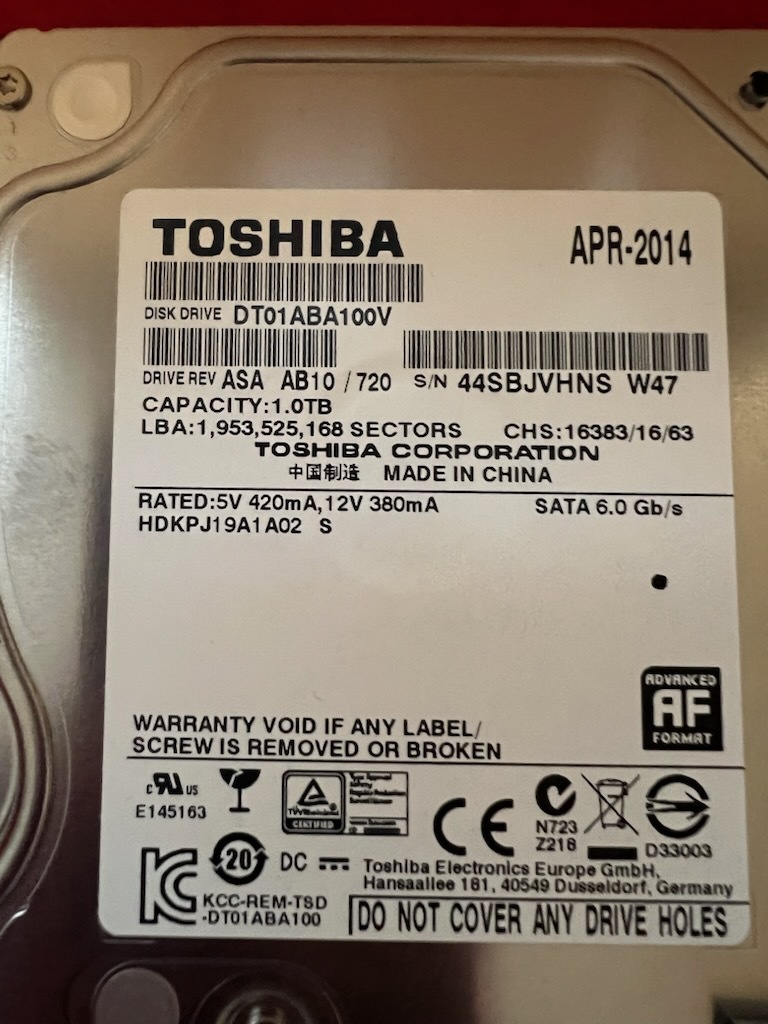 TOSHIBA
APR-2014
DISK DRIVE DT01ABA100V
DRIVE REV ASA AB10 / 720 S/N 44SBJVHNS W47
CAPACITY:1.0TB
LBA:1,953,525,168 SECTORS CHS:16383/16/63
TOSHIBA CORPORATION
中国制造 MADE IN CHINA
RATED:5V 420mA,12V 380mA SATA 6.0 Gb/s
HDKPJ19A1A02 S
ADVANCED
AF
FORMAT
WARRANTY VOID IF ANY LABEL/
SCREW IS REMOVED OR BROKEN
c RU US
E145163
TÜVRheinland
CERTIFIED
CE
N723
Z218
D33003
20
DC
Toshiba Electronics Europe GmbH,
Hansaallee 181, 40549 Dusseldorf, Germany
KCC-REM-TSD
-DT01ABA100
DO NOT COVER ANY DRIVE HOLES